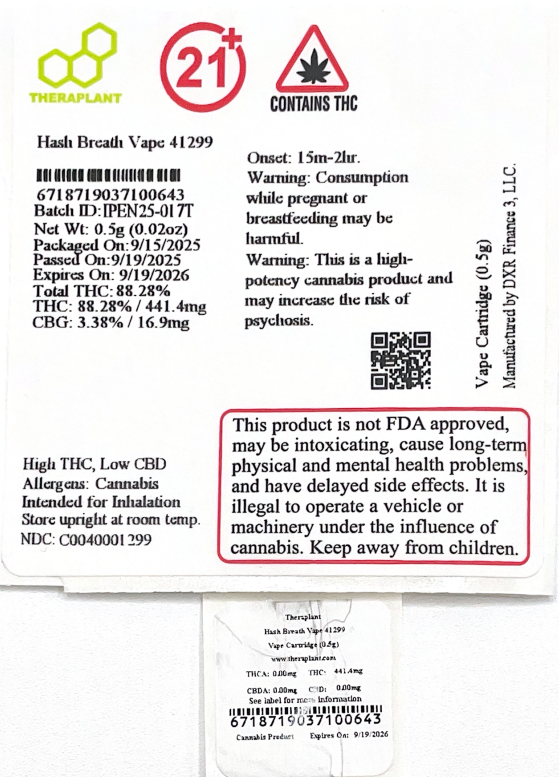 THERAPLANT
21+
CONTAINS THC
Hash Breath Vape 41299
6718719037100643
Batch ID:IPEN25-017T
Net Wt: 0.5g (0.02oz)
Packaged On:9/15/2025
Passed On:9/19/2025
Expires On: 9/19/2026
Total THC: 88.28%
THC: 88.28% / 441.4mg
CBG: 3.38% / 16.9mg
Onset: 15m-2hr.
Warning: Consumption
while pregnant or
breastfeeding may be
harmful.
Warning: This is a high-
potency cannabis product and
may increase the risk of
psychosis.
Vape Cartridge (0.5g)
Manufactured by DXR Finance 3, LLC.
High THC, Low CBD
Allergens: Cannabis
Intended for Inhalation
Store upright at room temp.
NDC: C0040001299
This product is not FDA approved,
may be intoxicating, cause long-term
physical and mental health problems,
and have delayed side effects. It is
illegal to operate a vehicle or
machinery under the influence of
cannabis. Keep away from children.
Theraplant
Hash Breath Vape 41299
Vape Cartridge (0.5g)
www.theraplant.com
THCA: 0.00mg THC: 441.4mg
CBDA: 0.00mg CBD: 0.00mg
See label for more information
6718719037100643
Cannabis Product Expires On: 9/19/2026